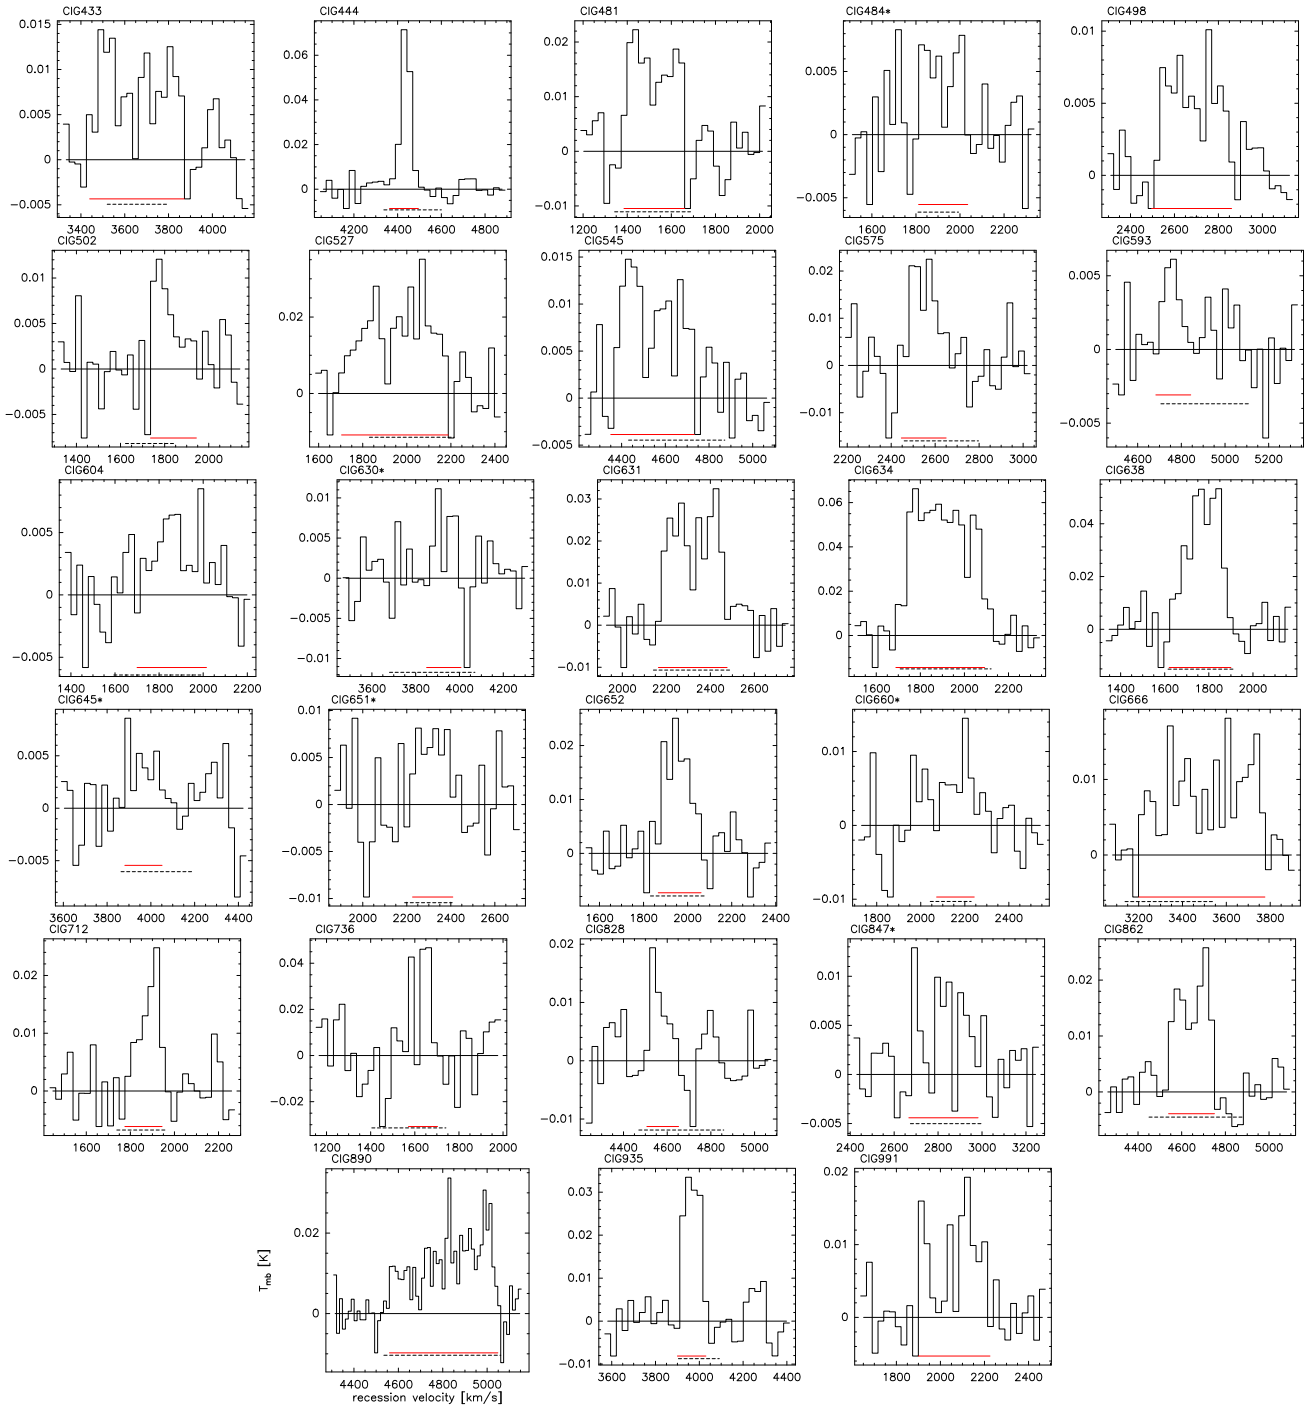 CIG433 CIG444 CIG481 CIG484* CIG498
0.015 0.01 0.005 0 −0.005
3400 3600 3800 4000
0.06 0.04 0.02 0
4200 4400 4600 4800
0.02 0.01 0 −0.01
1200 1400 1600 1800 2000
0.005 0 −0.005
1600 1800 2000 2200
0.01 0.005 0
2400 2600 2800 3000
CIG502 CIG527 CIG545 CIG575 CIG593
0.01 0.005 0 −0.005
1400 1600 1800 2000
0.02 0 
1600 1800 2000 2200 2400
0.015 0.01 0.005 0 −0.005
4400 4600 4800 5000
0.02 0.01 0 −0.01
2200 2400 2600 2800 3000
0.005 0 −0.005
4600 4800 5000 5200
CIG604 CIG630* CIG631 CIG634 CIG638
0.005 0 −0.005
1400 1600 1800 2000 2200
0.01 0.005 0 −0.005 −0.01
3600 3800 4000 4200
0.03 0.02 0.01 0 −0.01
2000 2200 2400 2600
0.06 0.04 0.02 0
1600 1800 2000 2200
0.04 0.02 0
1400 1600 1800 2000
CIG645* CIG651* CIG652 CIG660* CIG666
0.005 0 −0.005
3600 3800 4000 4200 4400
0.01 0.005 0 −0.005 −0.01
2000 2200 2400 2600
0.02 0.01 0
1600 1800 2000 2200 2400
0.01 0 −0.01
1800 2000 2200 2400
0.01 0
3200 3400 3600 3800
CIG712 CIG736 CIG828 CIG847* CIG862
0.02 0.01 0
1600 1800 2000 2200
0.04 0.02 0 −0.02
1200 1400 1600 1800 2000
0.02 0.01 0 −0.01
4400 4600 4800 5000
0.01 0.005 0 −0.005
2400 2600 2800 3000 3200
0.02 0.01 0
4400 4600 4800 5000
CIG890 CIG935 CIG991
T_mb [K]
0.02 0
4400 4600 4800 5000
recession velocity [km/s]
0.03 0.02 0.01 0 −0.01
3600 3800 4000 4200 4400
0.02 0.01 0
1800 2000 2200 2400